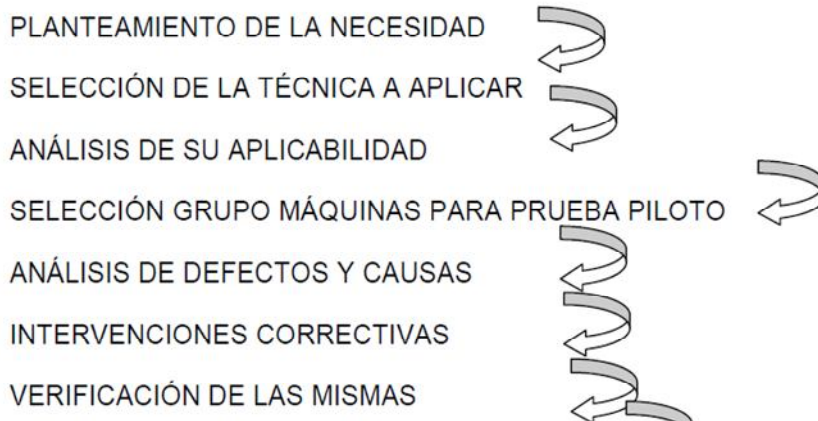 PLANTEAMIENTO DE LA NECESIDAD
SELECCIÓN DE LA TÉCNICA A APLICAR
ANÁLISIS DE SU APLICABILIDAD
SELECCIÓN GRUPO MÁQUINAS PARA PRUEBA PILOTO
ANÁLISIS DE DEFECTOS Y CAUSAS
INTERVENCIONES CORRECTIVAS
VERIFICACIÓN DE LAS MISMAS